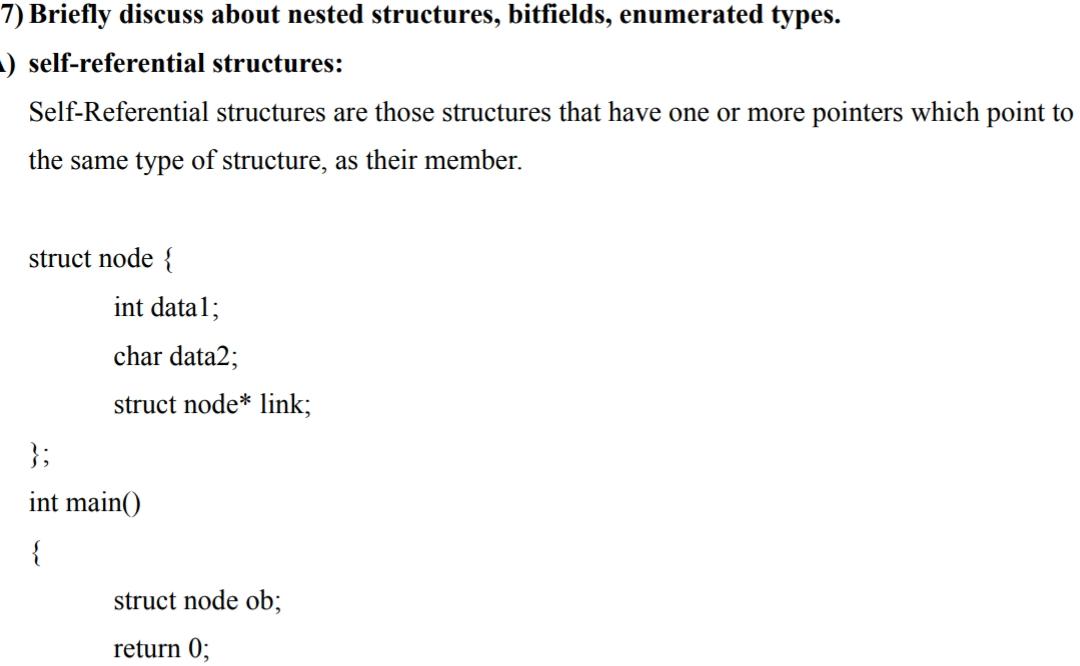 7) Briefly discuss about nested structures, bitfields, enumerated types.
) self-referential structures:
Self-Referential structures are those structures that have one or more pointers which point to
the same type of structure, as their member.
struct node {
int data1;
char data2;
struct node* link;
};
int main()
{
struct node ob;
return 0;